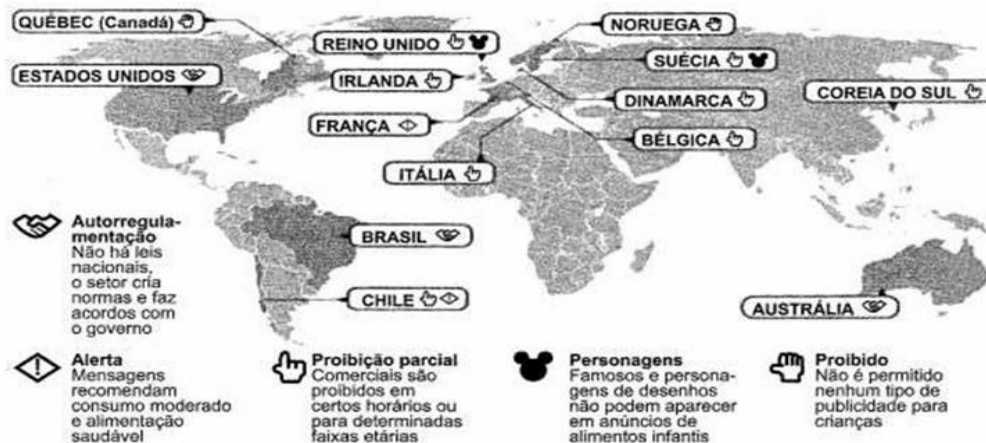 QUÉBEC (Canadá)
NORUEGA
REINO UNIDO
SUÉCIA
ESTADOS UNIDOS
IRLANDA
DINAMARCA
COREIA DO SUL
FRANÇA
BÉLGICA
ITÁLIA
BRASIL
CHILE
AUSTRÁLIA
Autorregula-
mentação
Não há leis
nacionais,
o setor cria
normas e faz
acordos com
o governo
Alerta
Mensagens
recomendam
consumo moderado
e alimentação
saudável
Proibição parcial
Comerciais são
proibidos em
certos horários ou
para determinadas
faixas etárias
Personagens
Famosos e persona-
gens de desenhos
não podem aparecer
em anúncios de
alimentos infantis
Proibido
Não é permitido
nenhum tipo de
publicidade para
crianças